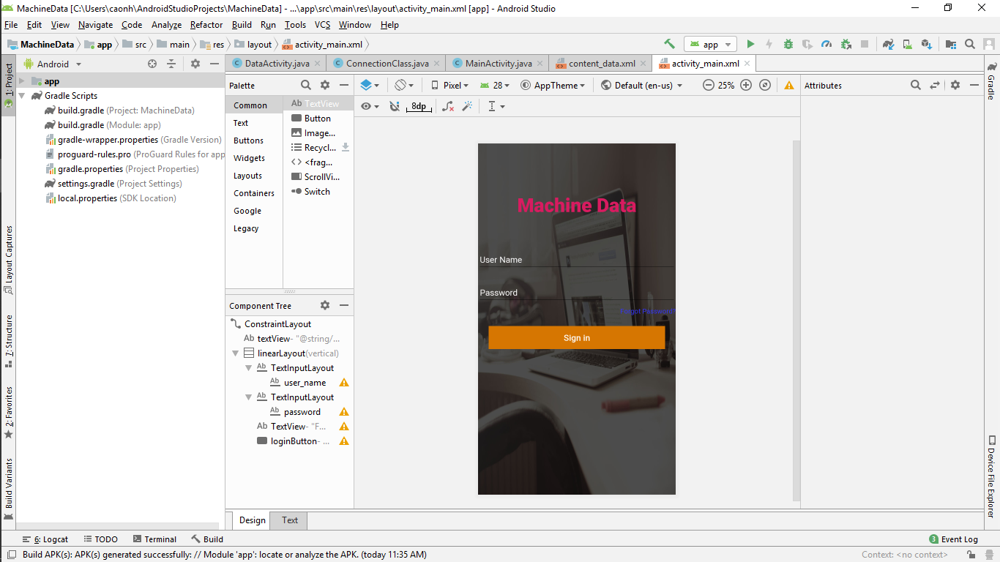 MachineData [C:\Users\caonh\AndroidStudioProjects\MachineData] - ...\app\src\main\res\layout\activity_main.xml [app] - Android Studio
File Edit View Navigate Code Analyze Refactor Build Run Tools VCS Window Help
MachineData app src main res layout activity_main.xml app
Android DataActivity.java ConnectionClass.java MainActivity.java content_data.xml activity_main.xml
1: Project
Layout Captures
7: Structure
2: Favorites
Build Variants
app
Gradle Scripts
build.gradle (Project: MachineData)
build.gradle (Module: app)
gradle-wrapper.properties (Gradle Version)
proguard-rules.pro (ProGuard Rules for app
gradle.properties (Project Properties)
settings.gradle (Project Settings)
local.properties (SDK Location)
Palette
Common
Text
Buttons
Widgets
Layouts
Containers
Google
Legacy
Ab TextView
Button
Image...
Recycl...
<frag...
ScrollVi...
Switch
Component Tree
ConstraintLayout
Ab textView- "@string/...
linearLayout(vertical)
Ab TextInputLayout
Ab user_name
Ab TextInputLayout
Ab password
Ab TextView- "F...
loginButton- ...
Pixel 28 AppTheme Default (en-us) 25%
8dp
Machine Data
User Name
Password
Forgot Password?
Sign in
Attributes
Gradle
Device File Explorer
Design Text
6: Logcat TODO Terminal Build 3 Event Log
Build APK(s): APK(s) generated successfully: // Module 'app': locate or analyze the APK. (today 11:35 AM) Context: <no context>